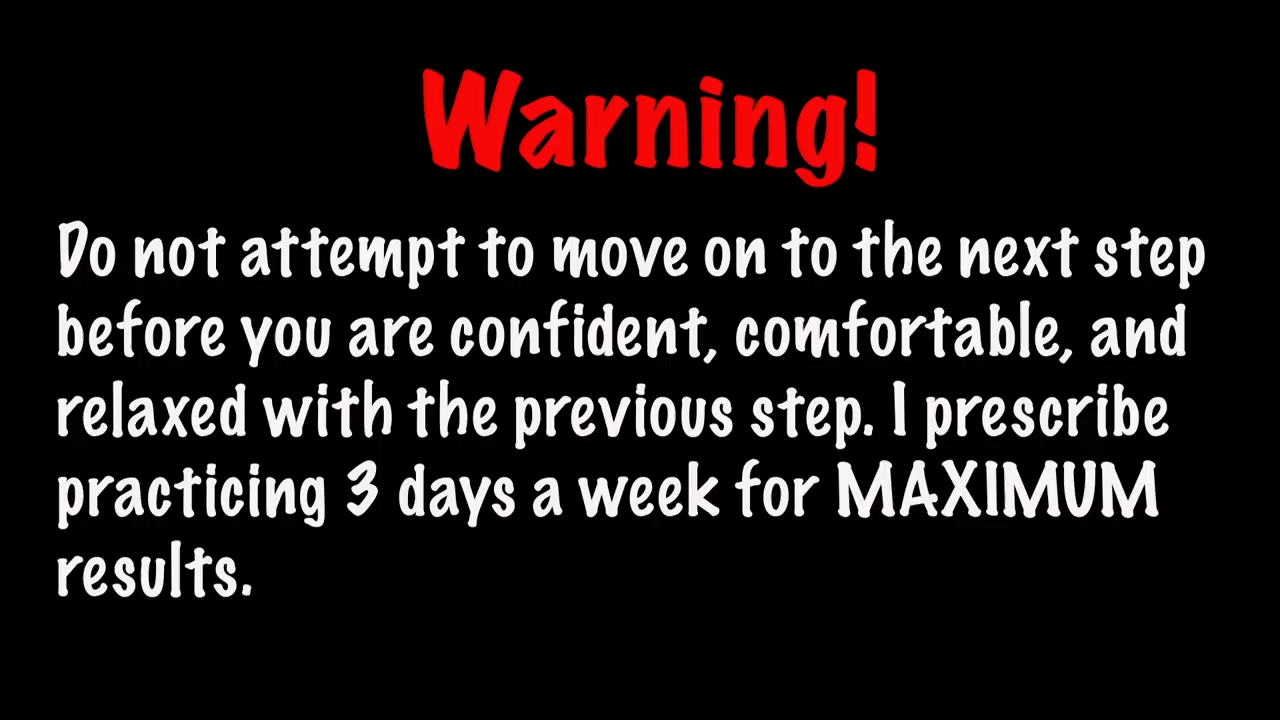 Warning!
Do not attempt to move on to the next step
before you are confident, comfortable, and
relaxed with the previous step. I prescribe
practicing 3 days a week for MAXIMUM
results.